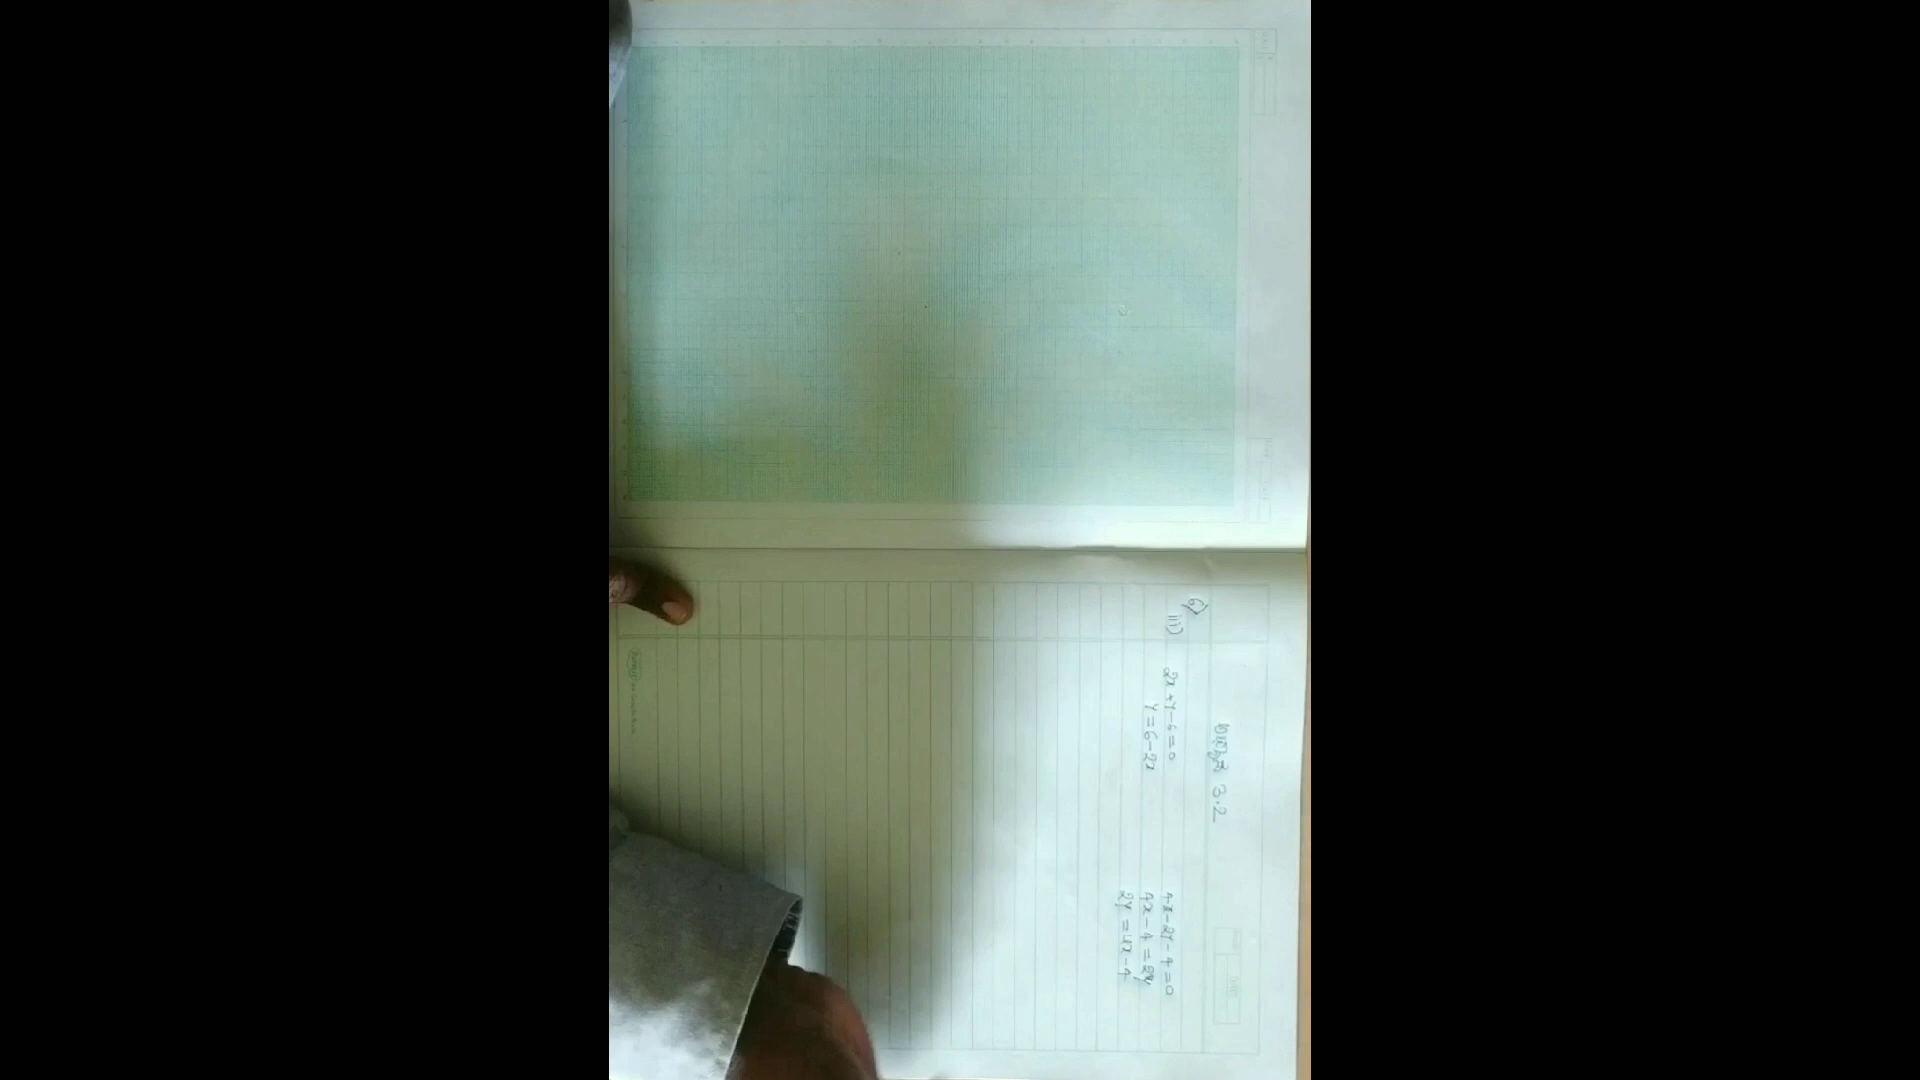 3.2
6)
iii) 2x+y-6=0
y=6-2x
4x-2y-4=0
4x-4=2y
2y=4x-4